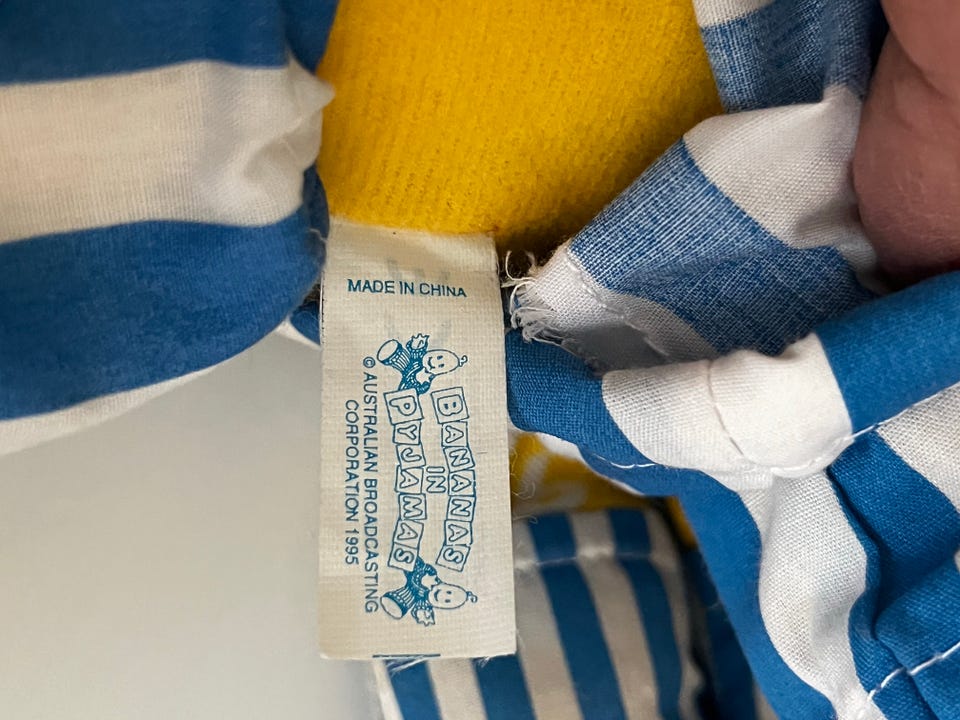 MADE IN CHINA
BANANAS
IN
PYJAMAS
© AUSTRALIAN BROADCASTING
CORPORATION 1995